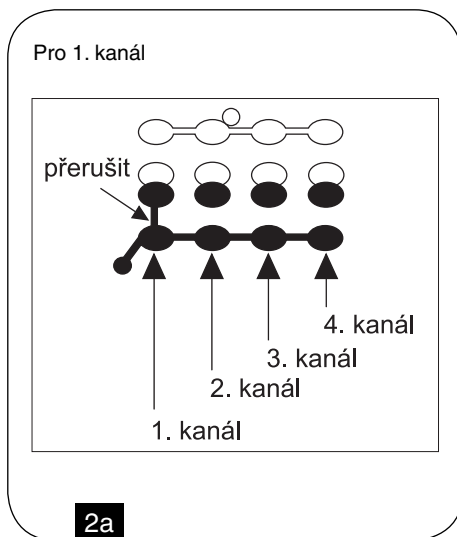 Pro 1. kanál
přerušit
4. kanál
3. kanál
2. kanál
1. kanál
2a